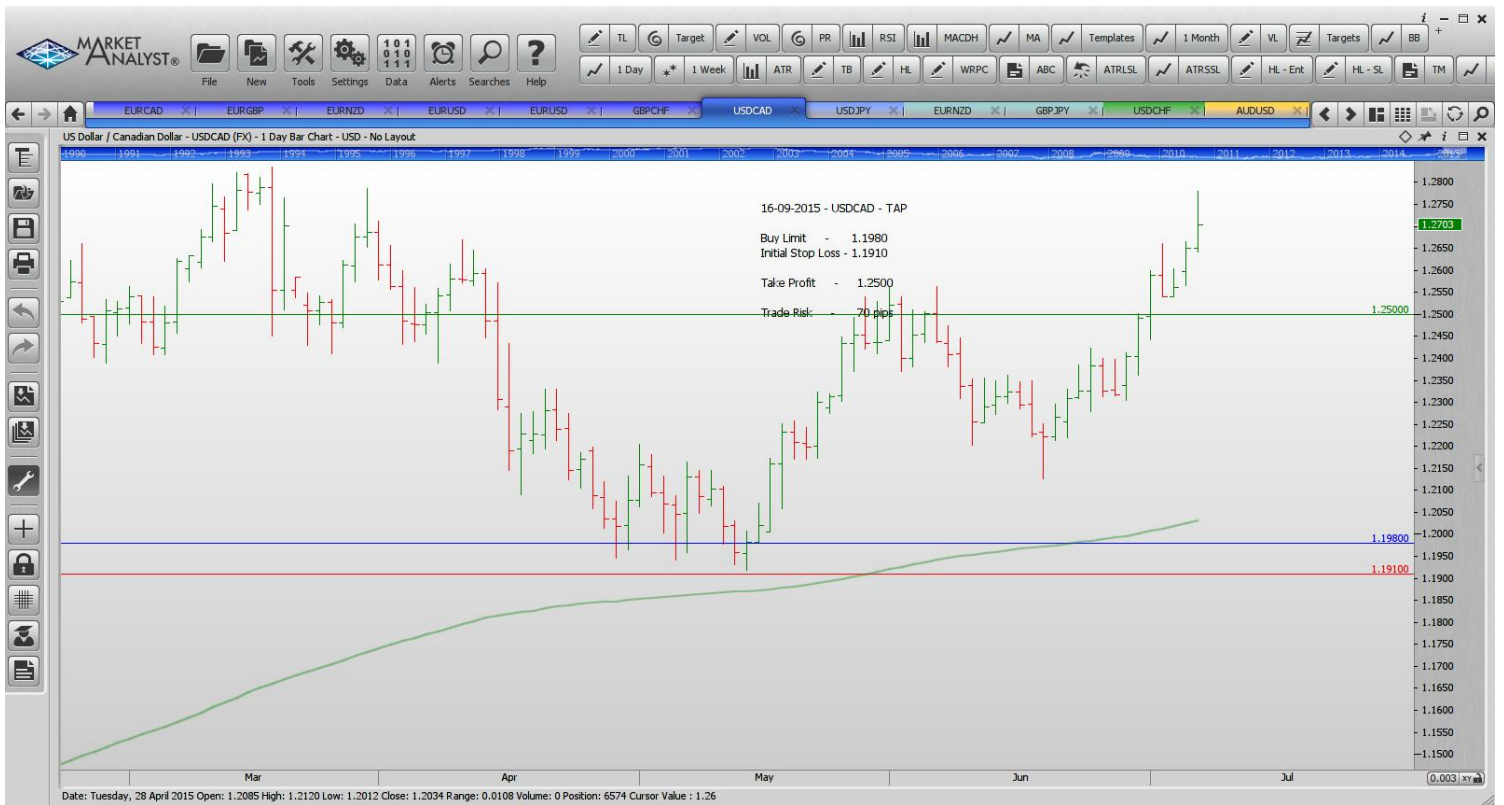 i
MARKET
ANALYST®
File New Tools Settings Data Alerts Searches Help
TL Target VOL PR RSI MACDH MA Templates 1 Month VL Targets BB
1 Day 1 Week ATR TB HL WRPC ABC ATRLSL ATRSSL HL - Ent HL - SL TM
EURCAD EURGBP EURNZD EURUSD EURUSD GBPCHF USDCAD USDJPY EURNZD GBPJPY USDCHF AUDUSD
US Dollar / Canadian Dollar - USDCAD (FX) - 1 Day Bar Chart - USD - No Layout
i
1990 1991 1992 1993 1994 1995 1996 1997 1998 1999 2000 2001 2002 2003 2004 2005 2006 2007 2008 2009 2010 2011 2012 2013 2014 2015
16-09-2015 - USDCAD - TAP
Buy Limit - 1.1980
Initial Stop Loss - 1.1910
Take Profit - 1.2500
Trade Risk - 70 pips
1.2800
1.2750
1.2703
1.2650
1.2600
1.2550
1.25000
1.2500
1.2450
1.2400
1.2350
1.2300
1.2250
1.2200
1.2150
1.2100
1.2050
1.2000
1.19800
1.1950
1.19100
1.1900
1.1850
1.1800
1.1750
1.1700
1.1650
1.1600
1.1550
1.1500
Mar Apr May Jun Jul
0.003 XY
Date: Tuesday, 28 April 2015 Open: 1.2085 High: 1.2120 Low: 1.2012 Close: 1.2034 Range: 0.0108 Volume: 0 Position: 6574 Cursor Value : 1.26